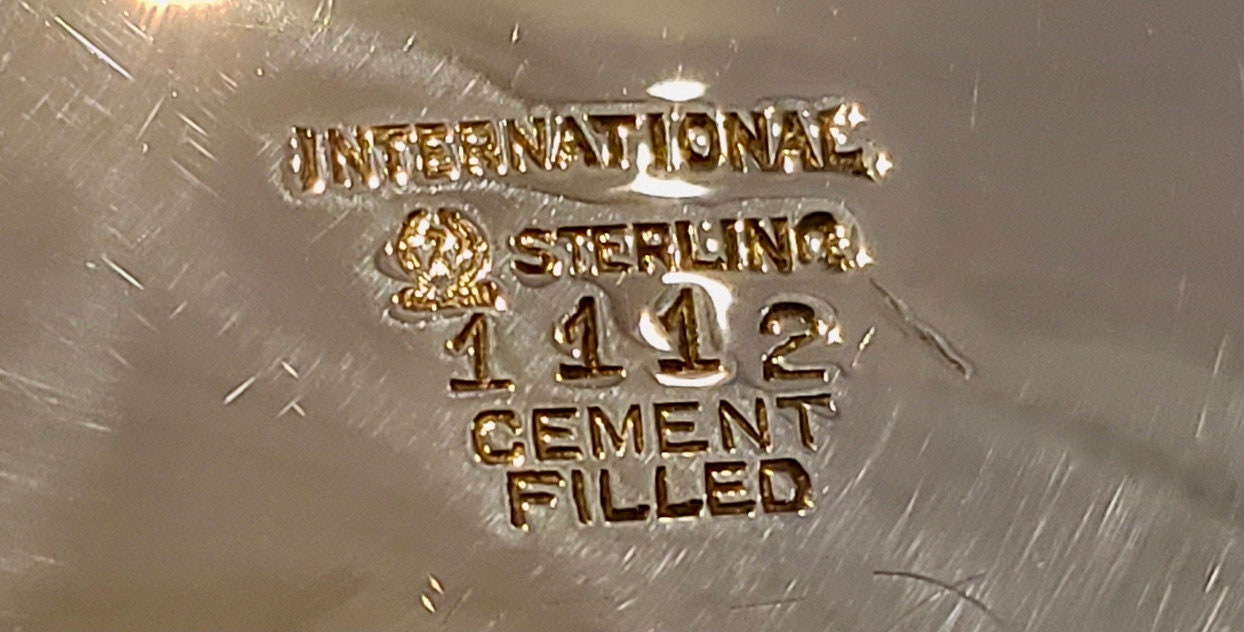 INTERNATIONAL
STERLING
1112
CEMENT
FILLED